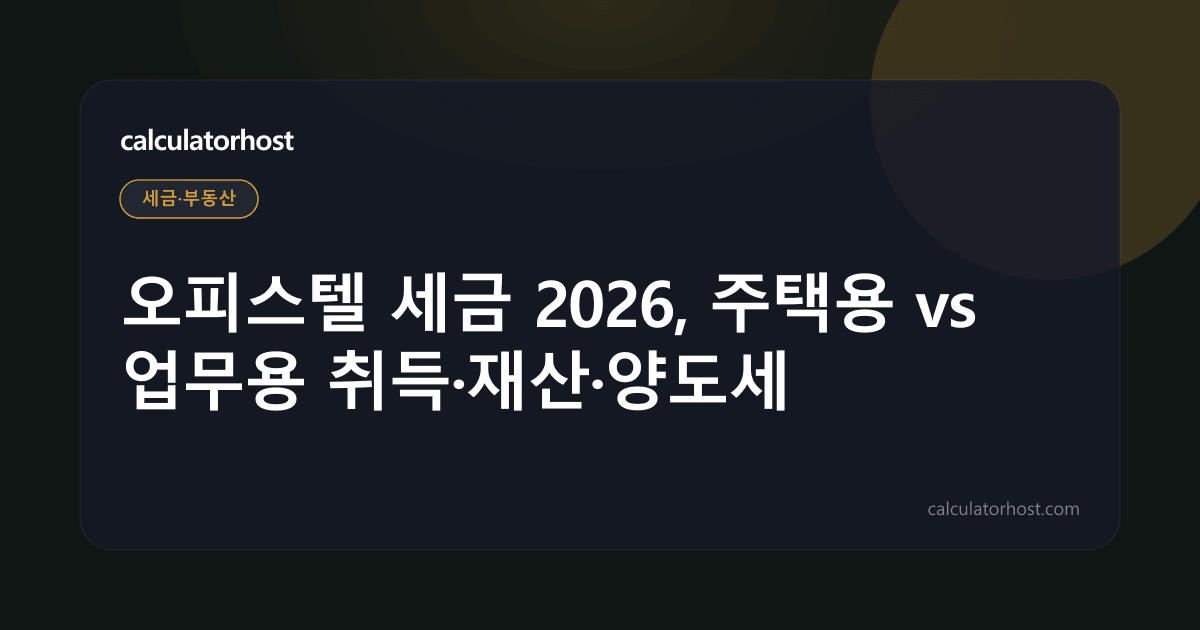 calculatorhost
세금·부동산
오피스텔 세금 2026, 주택용 vs
업무용 취득·재산·양도세
calculatorhost.com